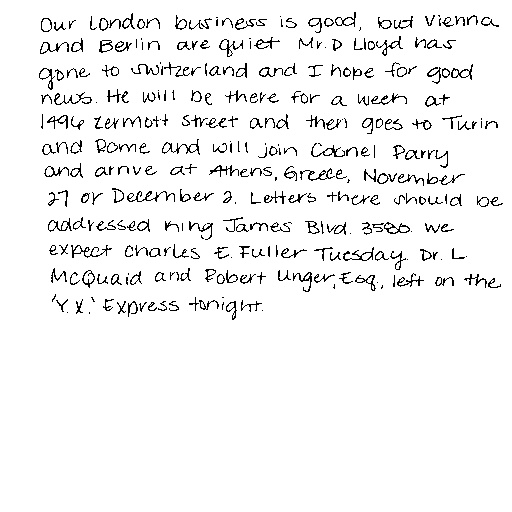 Our London business is good, but Vienna
and Berlin are quiet Mr. D Lloyd has
gone to Switzerland and I hope for good
news. He will be there for a week at
1496 Zermott Street and then goes to Turin
and Rome and will join Colonel Parry
and arrive at Athens, Greece, November
27 or December 2. Letters there should be
addressed King James Blvd. 3580. We
expect Charles E. Fuller Tuesday. Dr. L
McQuaid and Robert Unger, Esq., left on the
'Y.X.' Express tonight.